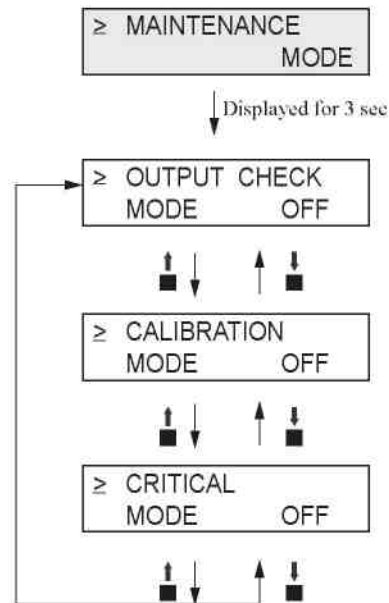 ≥ MAINTENANCE
MODE
Displayed for 3 sec
≥ OUTPUT CHECK
MODE OFF
≥ CALIBRATION
MODE OFF
≥ CRITICAL
MODE OFF